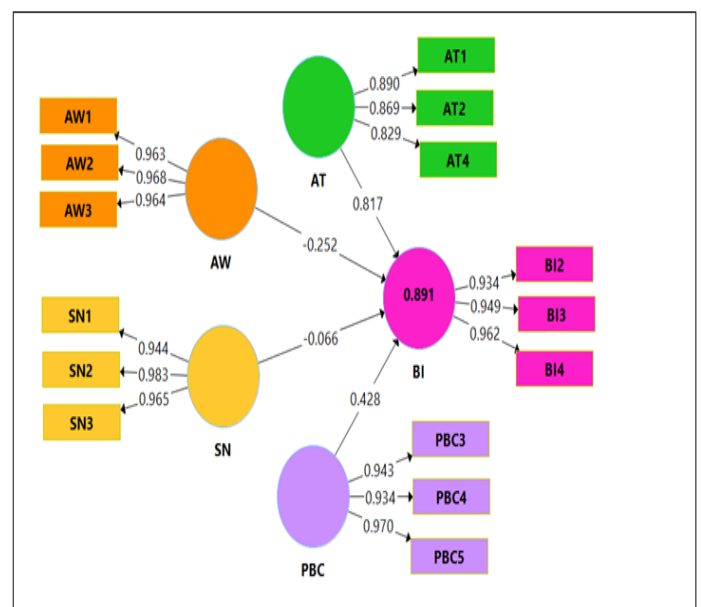 AT1
0.890
AT2
0.869
AT4
0.829
AT
AW1
AW2
AW3
0.963
0.968
0.964
AW
0.817
-0.252
BI2
BI3
BI4
0.934
0.949
0.962
0.891
BI
SN1
SN2
SN3
0.944
0.983
0.965
SN
-0.066
0.428
PBC3
PBC4
PBC5
0.943
0.934
0.970
PBC